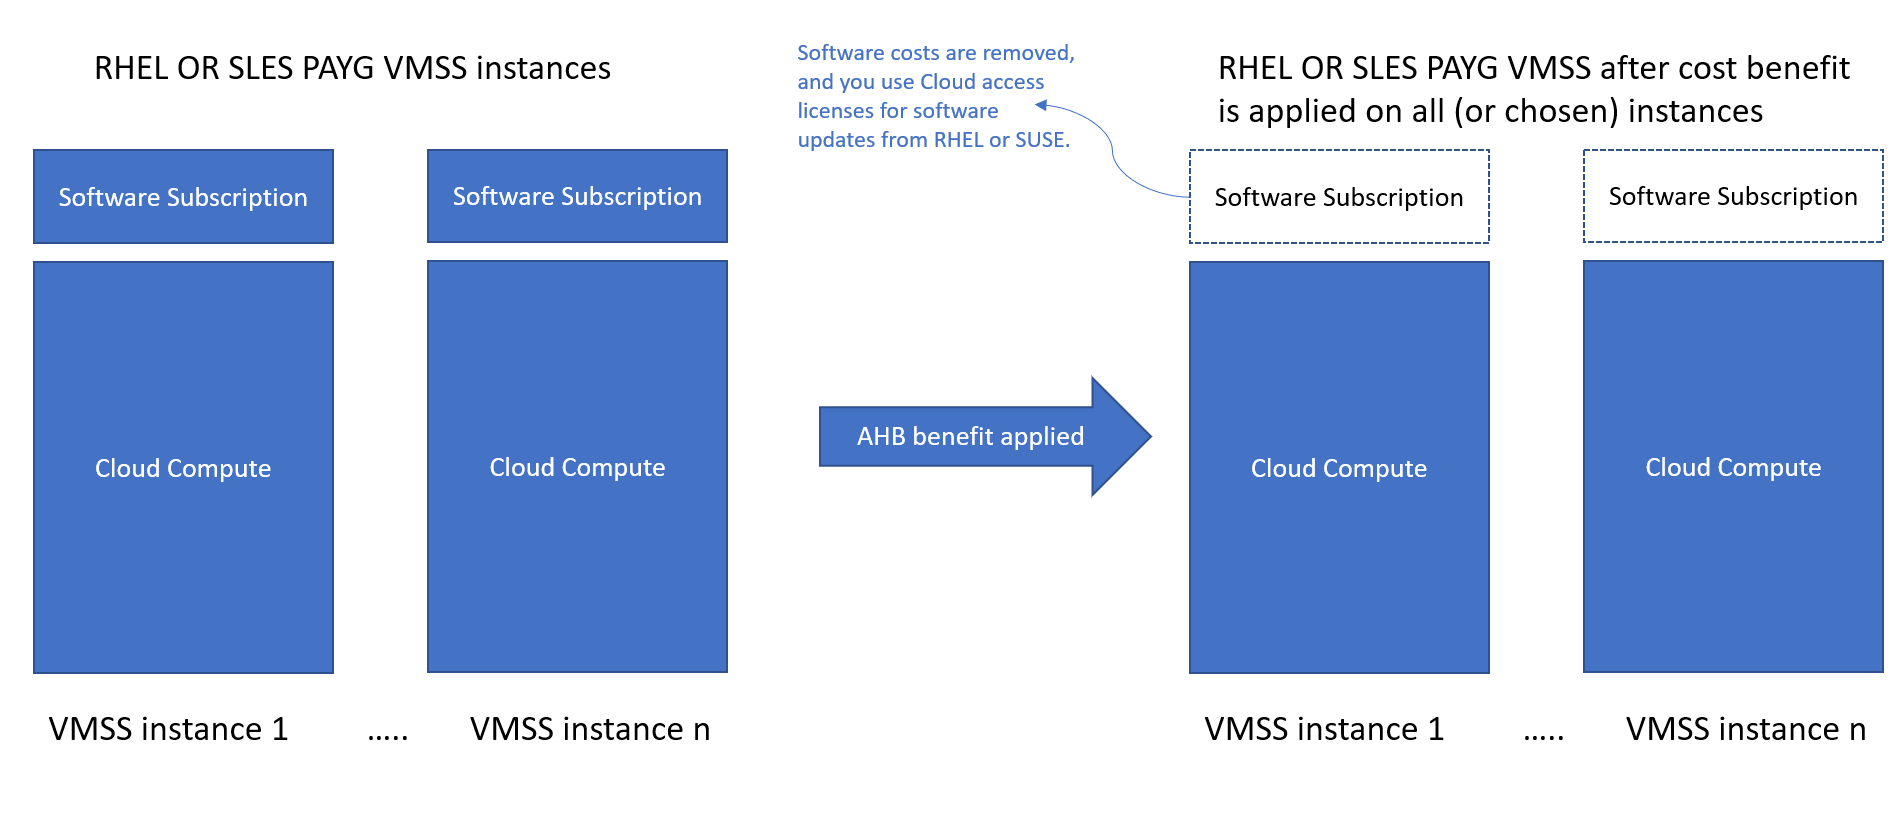 RHEL OR SLES PAYG VMSS instances
Software Subscription
Software Subscription
Cloud Compute
Cloud Compute
VMSS instance 1
.....
VMSS instance n
Software costs are removed,
and you use Cloud access
licenses for software
updates from RHEL or SUSE.
AHB benefit applied
RHEL OR SLES PAYG VMSS after cost benefit
is applied on all (or chosen) instances
Software Subscription
Software Subscription
Cloud Compute
Cloud Compute
VMSS instance 1
.....
VMSS instance n